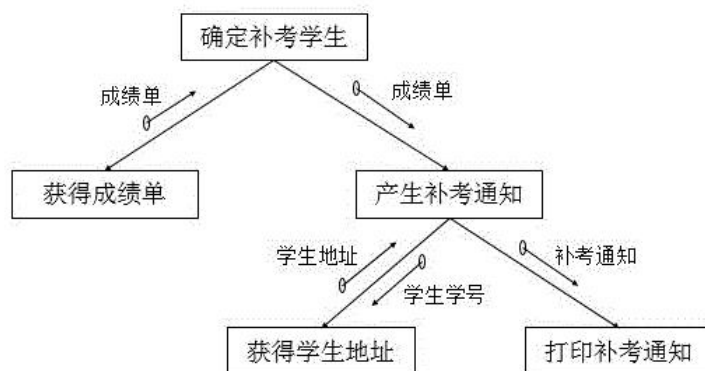 确定补考学生
成绩单
成绩单
获得成绩单
产生补考通知
学生地址
补考通知
学生学号
获得学生地址
打印补考通知